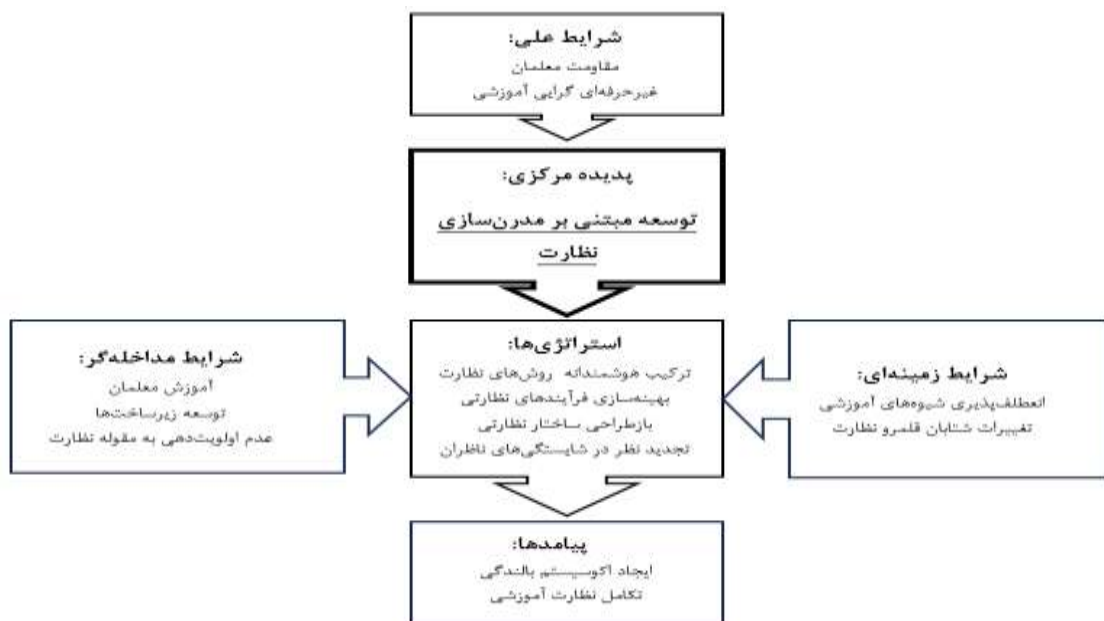 شرایط علی:
مقاومت معلمان
غیرحرفه‌ای گرایی آموزشی
پدیده مرکزی:
توسعه مبتنی بر مدرن‌سازی
نظارت
شرایط زمینه‌ای:
انعطلف‌پذیری شیوه‌های آموزشی
تغییرات شتابان قلمرو نظارت
استراتژی‌ها:
ترکیب هوشمندانه روش‌های نظارت
بهینه‌سازی فرآیندهای نظارتی
بازطراحی ساختار نظارتی
تجدید نظر در شایستگی‌های ناظران
شرایط مداخله‌گر:
آموزش معلمان
توسعه زیرساخت‌ها
عدم اولویت‌دهی به مقوله نظارت
پیامدها:
ایجاد اکوسیستم بالندگی
تکامل نظارت آموزشی